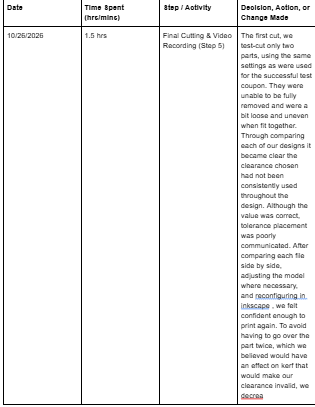 Date
Time Spent
(hrs/mins)
Step / Activity
Decision, Action, or
Change Made
10/26/2026
1.5 hrs
Final Cutting & Video
Recording (Step 5)
The first cut, we
test-cut only two
parts, using the same
settings as were used
for the successful test
coupon. They were
unable to be fully
removed and were a
bit loose and uneven
when fit together.
Through comparing
each of our designs it
became clear the
clearance chosen
had not been
consistently used
throughout the
design. Although the
value was correct,
tolerance placement
was poorly
communicated. After
comparing each file
side by side,
adjusting the model
where necessary,
and reconfiguring in
inkscape , we felt
confident enough to
print again. To avoid
having to go over the
part twice, which we
believed would have
an effect on kerf that
would make our
clearance invalid, we
decrea